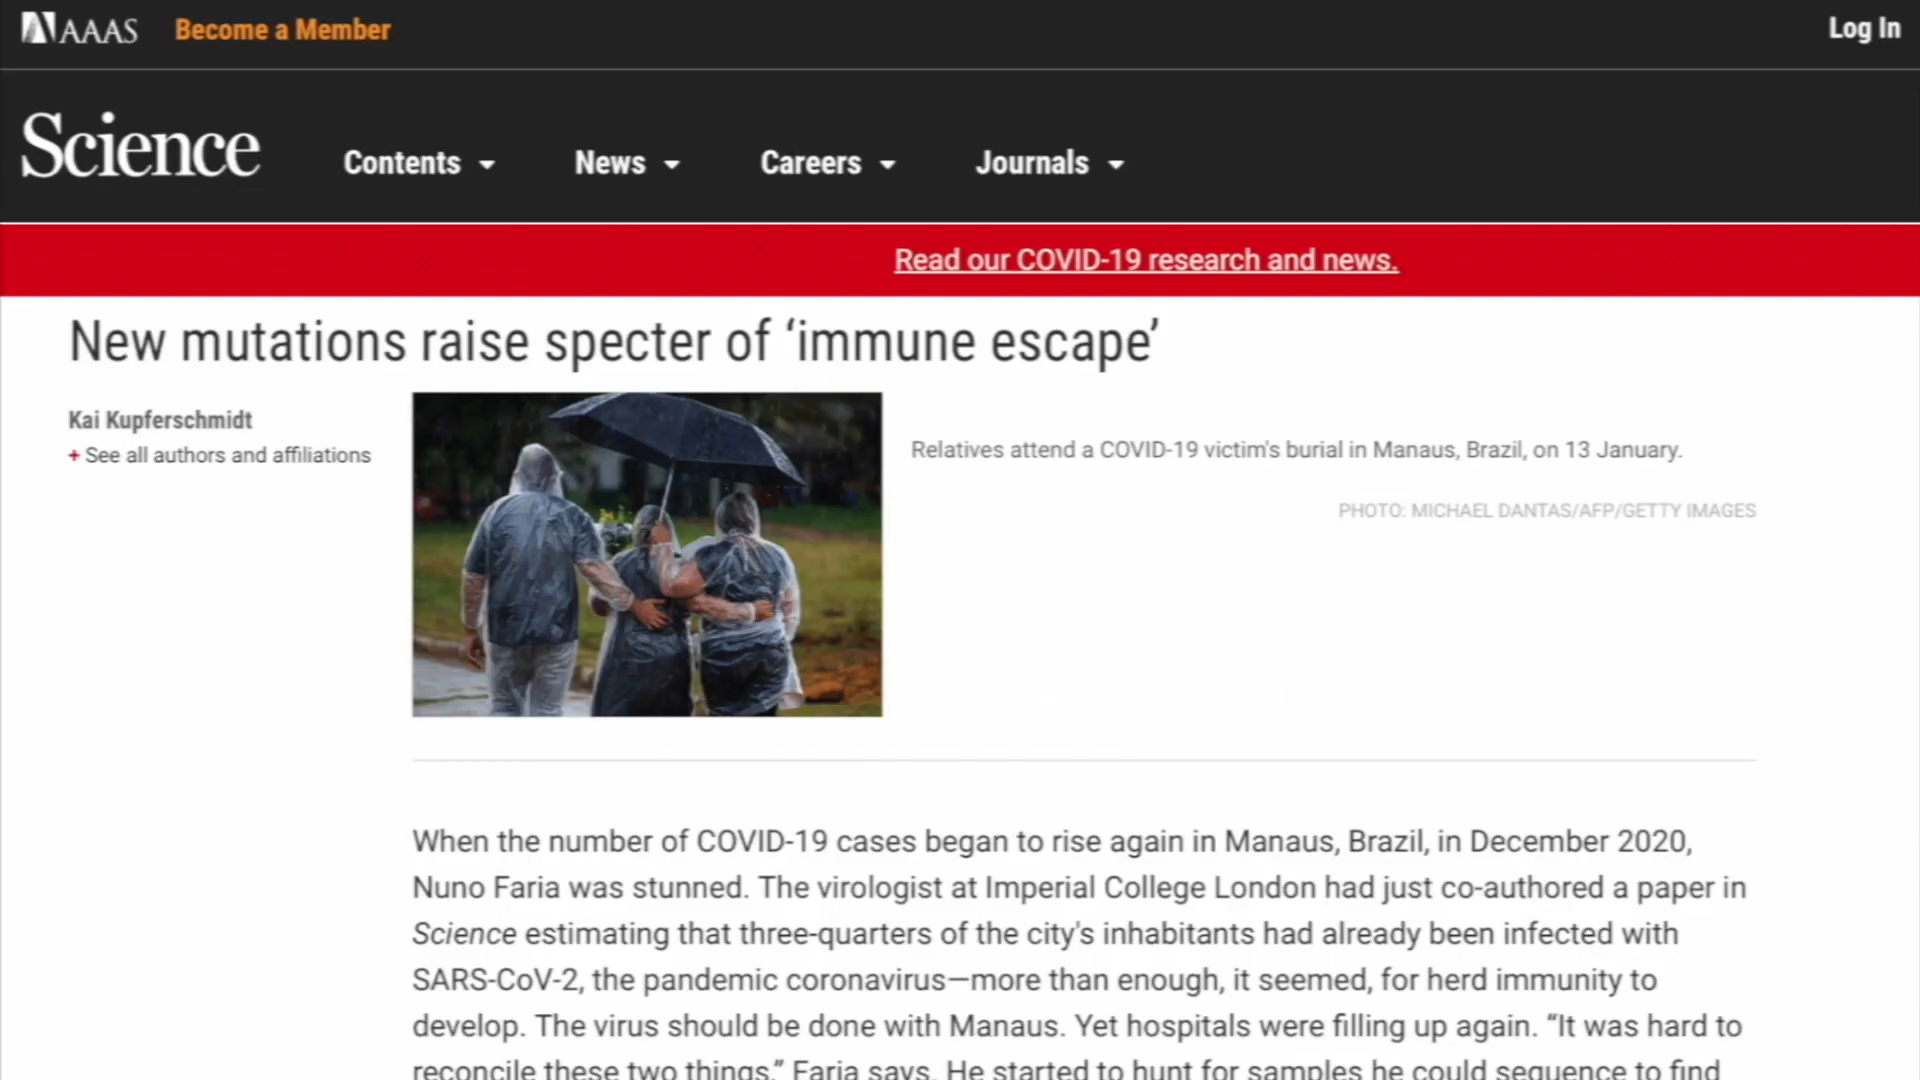 AAAS Become a Member Log In
Science Contents News Careers Journals
Read our COVID-19 research and news.
New mutations raise specter of ‘immune escape’
Kai Kupferschmidt
+ See all authors and affiliations
Relatives attend a COVID-19 victim's burial in Manaus, Brazil, on 13 January.
PHOTO: MICHAEL DANTAS/AFP/GETTY IMAGES
When the number of COVID-19 cases began to rise again in Manaus, Brazil, in December 2020,
Nuno Faria was stunned. The virologist at Imperial College London had just co-authored a paper in
Science estimating that three-quarters of the city's inhabitants had already been infected with
SARS-CoV-2, the pandemic coronavirus—more than enough, it seemed, for herd immunity to
develop. The virus should be done with Manaus. Yet hospitals were filling up again. “It was hard to
reconcile these two things,” Faria says. He started to hunt for samples he could sequence to find